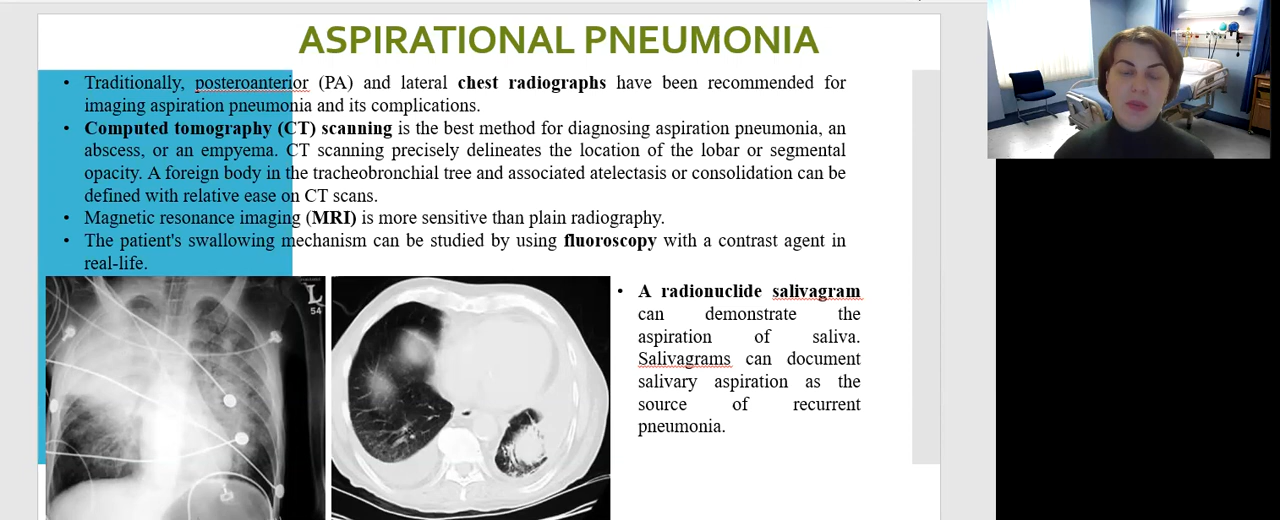 ASPIRATIONAL PNEUMONIA
• Traditionally, posteroanterior (PA) and lateral chest radiographs have been recommended for
imaging aspiration pneumonia and its complications.
• Computed tomography (CT) scanning is the best method for diagnosing aspiration pneumonia, an
abscess, or an empyema. CT scanning precisely delineates the location of the lobar or segmental
opacity. A foreign body in the tracheobronchial tree and associated atelectasis or consolidation can be
defined with relative ease on CT scans.
• Magnetic resonance imaging (MRI) is more sensitive than plain radiography.
• The patient's swallowing mechanism can be studied by using fluoroscopy with a contrast agent in
real-life.
L
54
• A radionuclide salivagram
can demonstrate the
aspiration of saliva.
Salivagrams can document
salivary aspiration as the
source of recurrent
pneumonia.